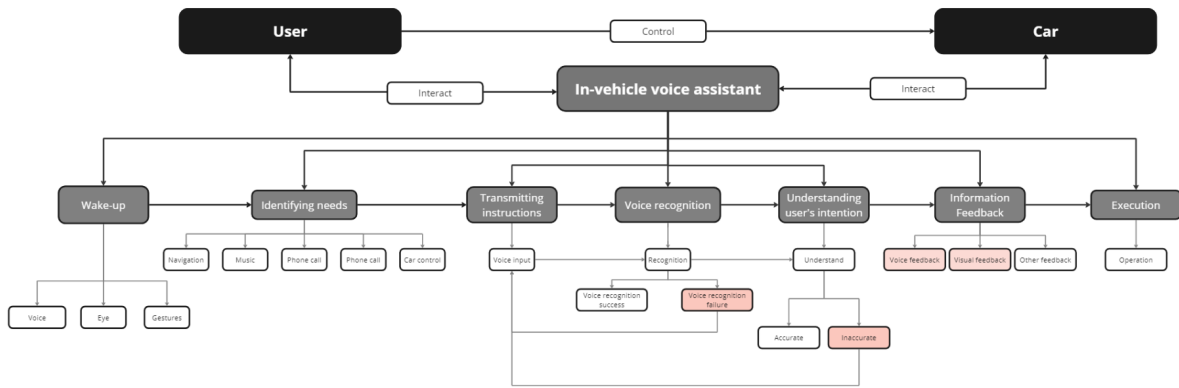 User
Control
Car
Interact
In-vehicle voice assistant
Interact
Wake-up
Identifying needs
Transmitting
instructions
Voice recognition
Understanding
user's intention
Information
Feedback
Execution
Navigation
Music
Phone call
Phone call
Car control
Voice input
Recognition
Understand
Voice feedback
Visual feedback
Other feedback
Operation
Voice
Eye
Gestures
Voice recognition
success
Voice recognition
failure
Accurate
Inaccurate